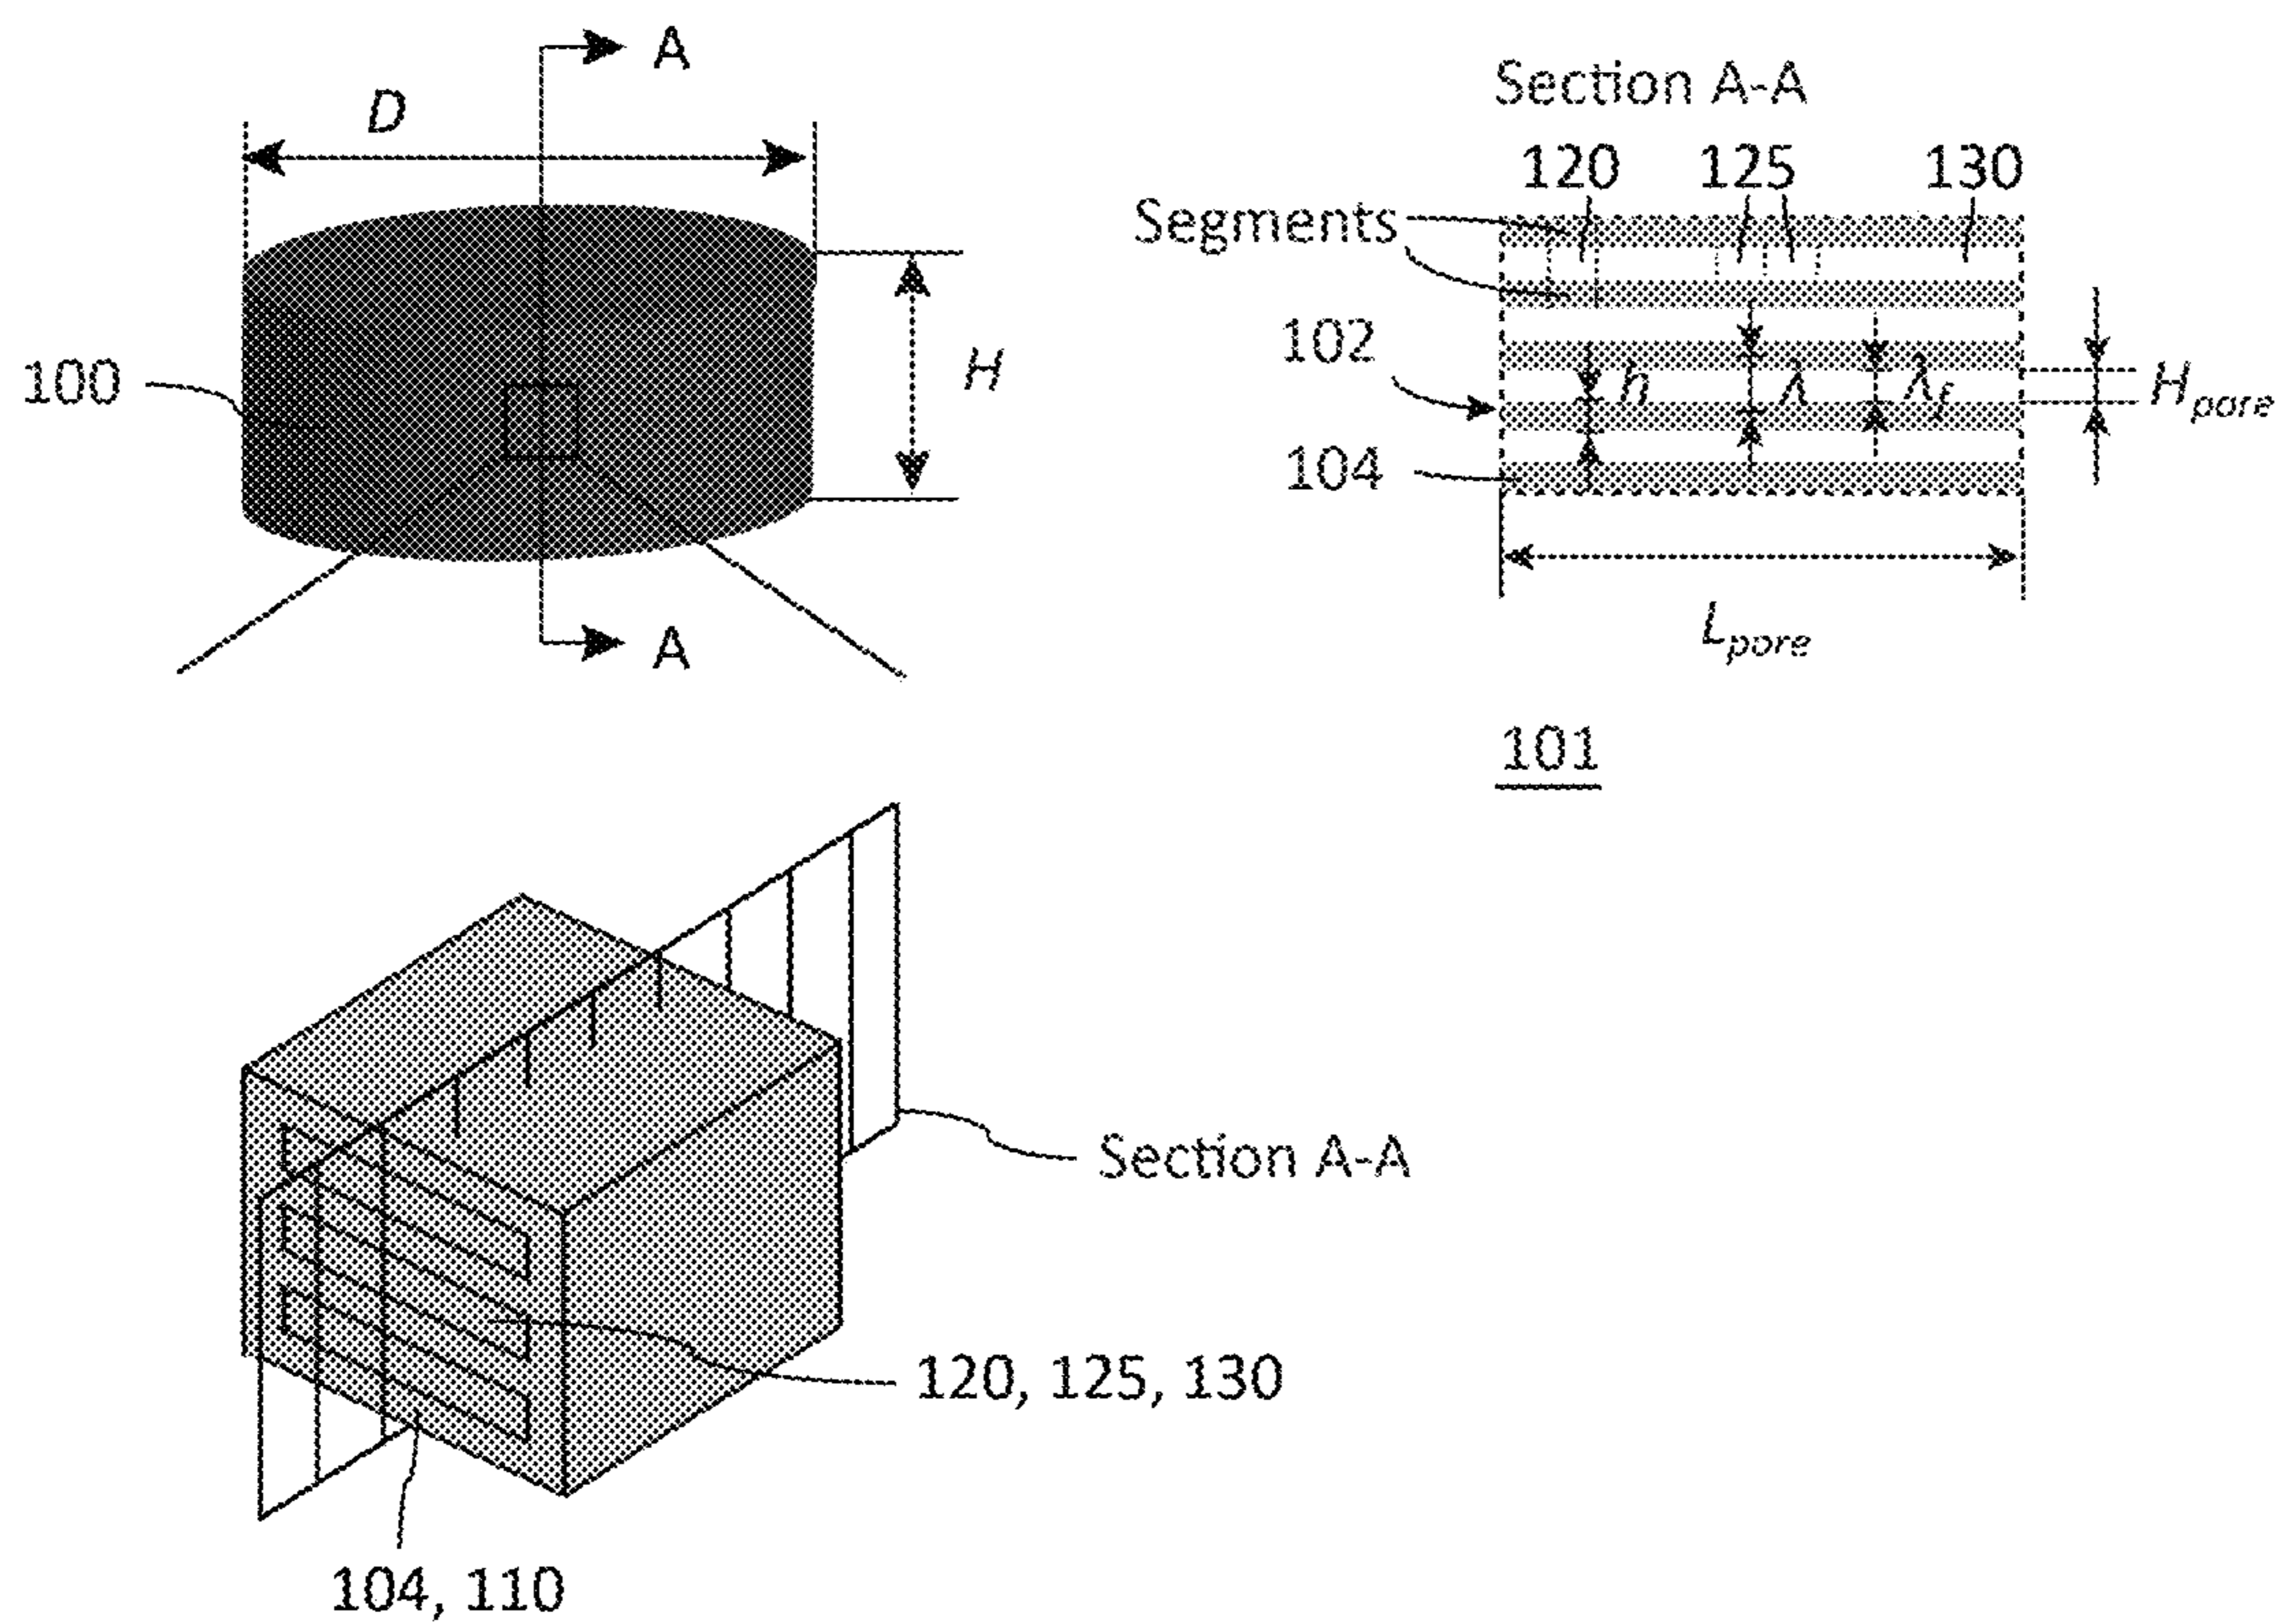 A
D
Section A-A
120 125 130
Segments
100
H
102
h λ λf Hpore
104
A
Lpore
101
Section A-A
120, 125, 130
104, 110